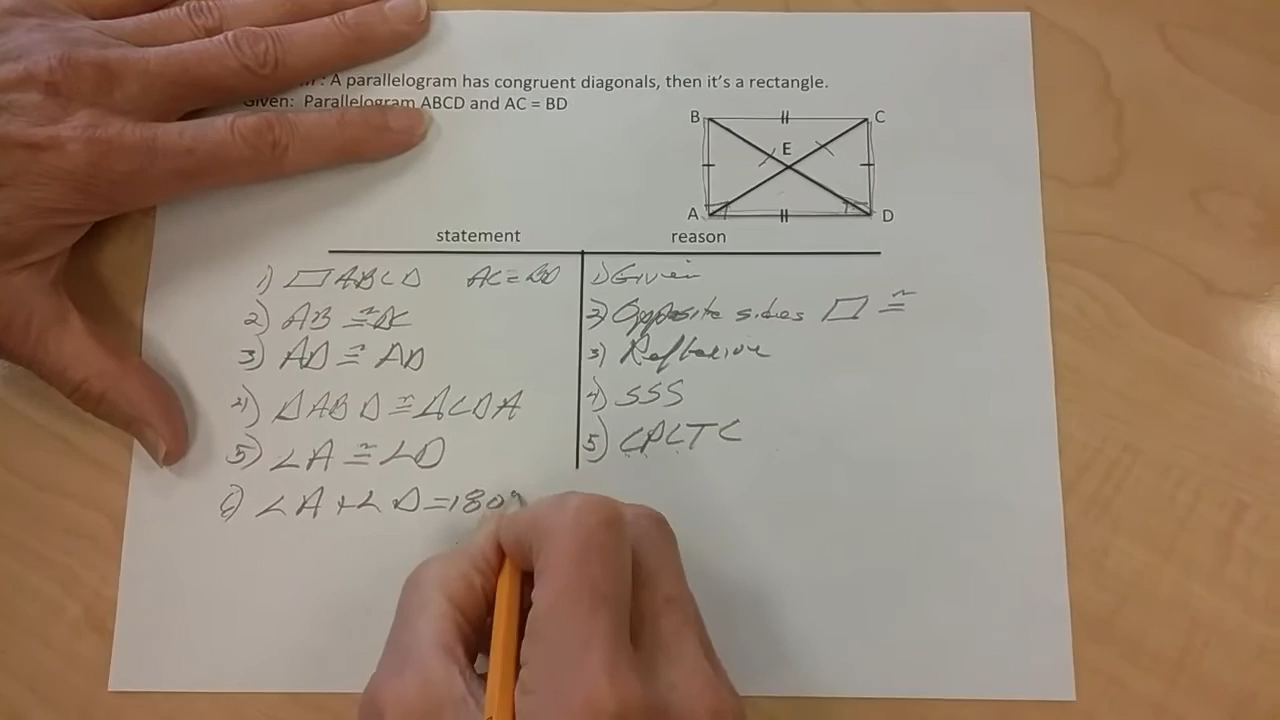 : A parallelogram has congruent diagonals, then it's a rectangle.
Given: Parallelogram ABCD and AC = BD
B C
E
A D
statement reason
1) ▱ABCD AC = BD 1) Given
2) AB ≅ DC 2) Opposite sides ▱ ≅
3) AD ≅ AD 3) Reflexive
4) △ABD ≅ △CDA 4) SSS
5) ∠A ≅ ∠D 5) CPCTC
6) ∠A + ∠D = 180°